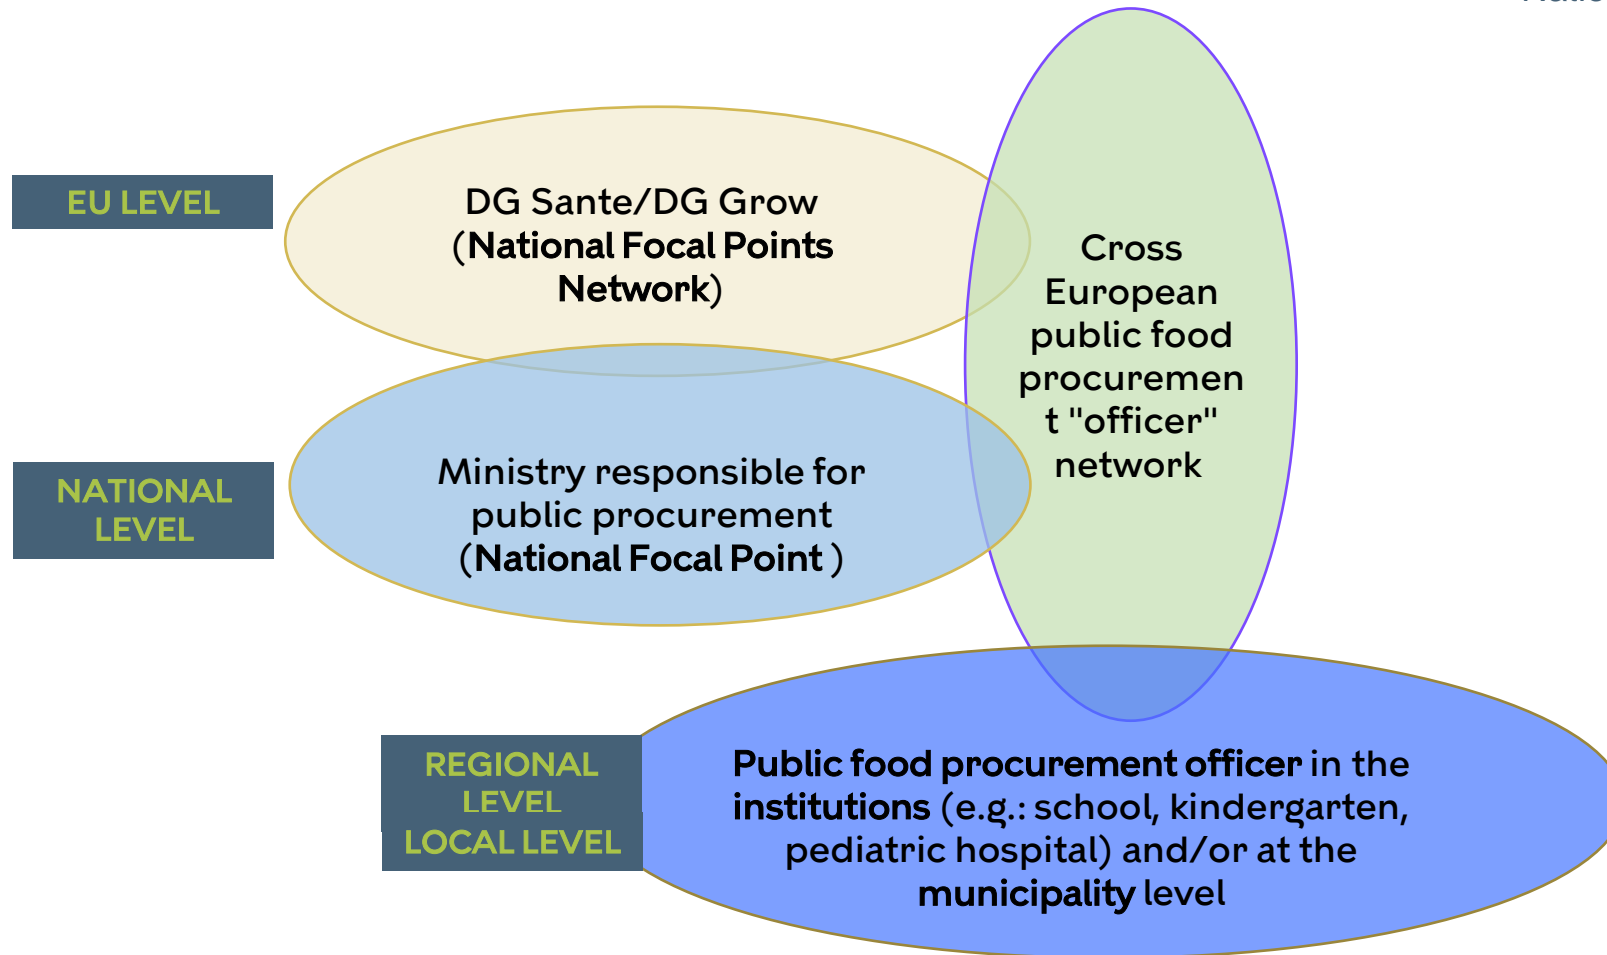 EU LEVEL
DG Sante/DG Grow
(National Focal Points
Network)
Cross
European
public food
procuremen
t "officer"
network
NATIONAL
LEVEL
Ministry responsible for
public procurement
(National Focal Point )
REGIONAL
LEVEL
LOCAL LEVEL
Public food procurement officer in the
institutions (e.g.: school, kindergarten,
pediatric hospital) and/or at the
municipality level